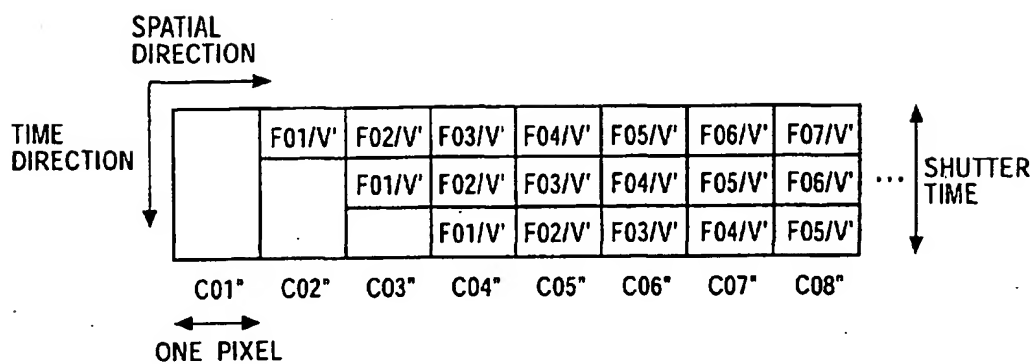 SPATIAL
DIRECTION
TIME
DIRECTION
F01/V' F02/V' F03/V' F04/V' F05/V' F06/V' F07/V'
F01/V' F02/V' F03/V' F04/V' F05/V' F06/V'
F01/V' F02/V' F03/V' F04/V' F05/V'
...
SHUTTER
TIME
C01" C02" C03" C04" C05" C06" C07" C08"
ONE PIXEL